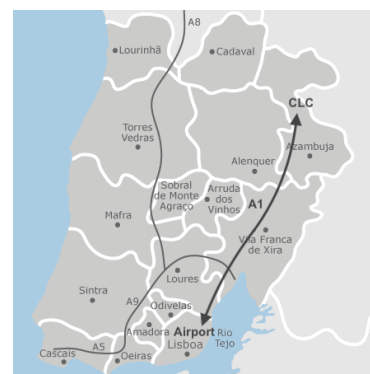 A8
Lourinhã
Cadaval
CLC
Torres
Vedras
Azambuja
Alenquer
Sobral
de Monte
Agraço
Arruda
dos
Vinhos
A1
Mafra
Vila Franca
de Xira
Loures
Sintra
A9
Odivelas
Amadora
Airport
Rio
Tejo
A5
Cascais
Oeiras
Lisboa